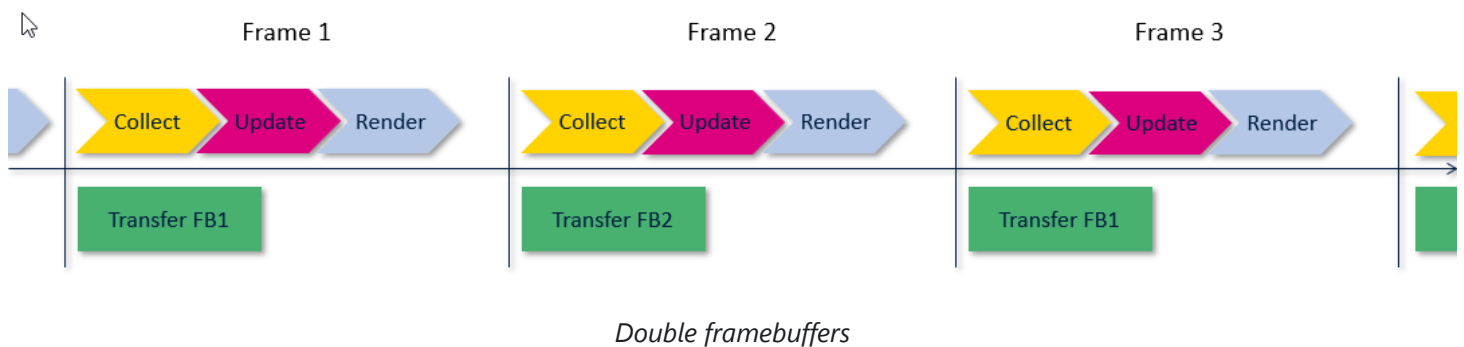 Frame 1 Frame 2 Frame 3
Collect Update Render Collect Update Render Collect Update Render
Transfer FB1 Transfer FB2 Transfer FB1
Double framebuffers